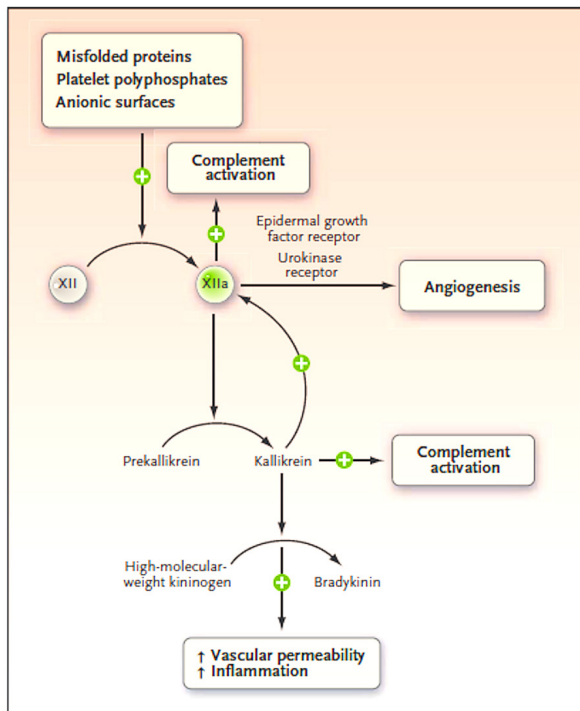 Misfolded proteins
Platelet polyphosphates
Anionic surfaces
Complement
activation
Epidermal growth
factor receptor
Urokinase
receptor
XII
XIIa
Angiogenesis
Prekallikrein
Kallikrein
Complement
activation
High-molecular-
weight kininogen
Bradykinin
↑ Vascular permeability
↑ Inflammation